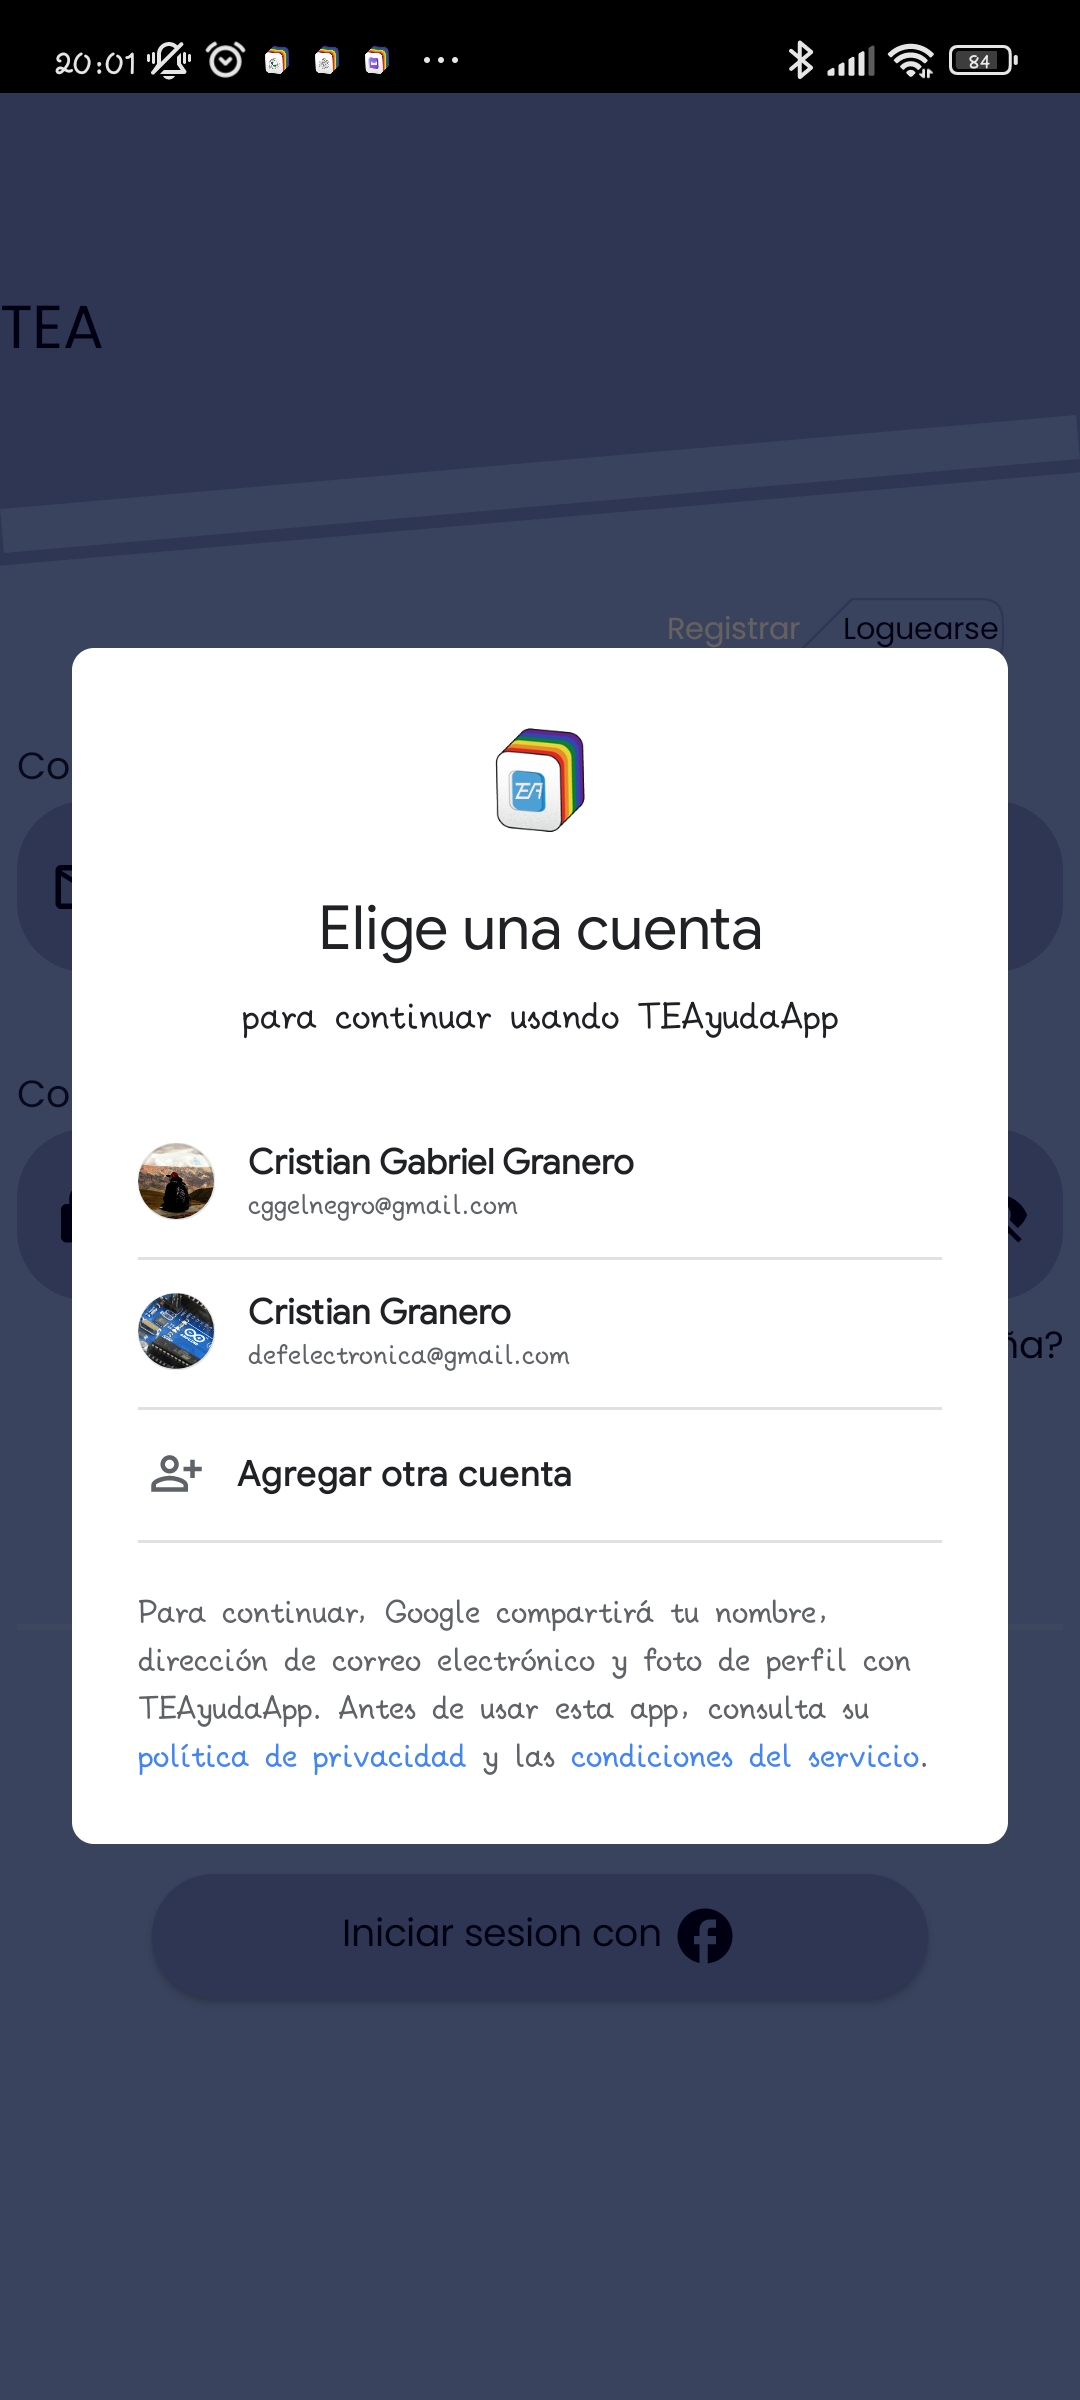 20:01
84
TEA
Registrar
Loguearse
Co
TEA
Elige una cuenta
para continuar usando TEAyudaApp
Co
Cristian Gabriel Granero
cggelnegro@gmail.com
Cristian Granero
defelectronica@gmail.com
ña?
Agregar otra cuenta
Para continuar, Google compartirá tu nombre,
dirección de correo electrónico y foto de perfil con
TEAyudaApp. Antes de usar esta app, consulta su
política de privacidad y las condiciones del servicio.
Iniciar sesion con